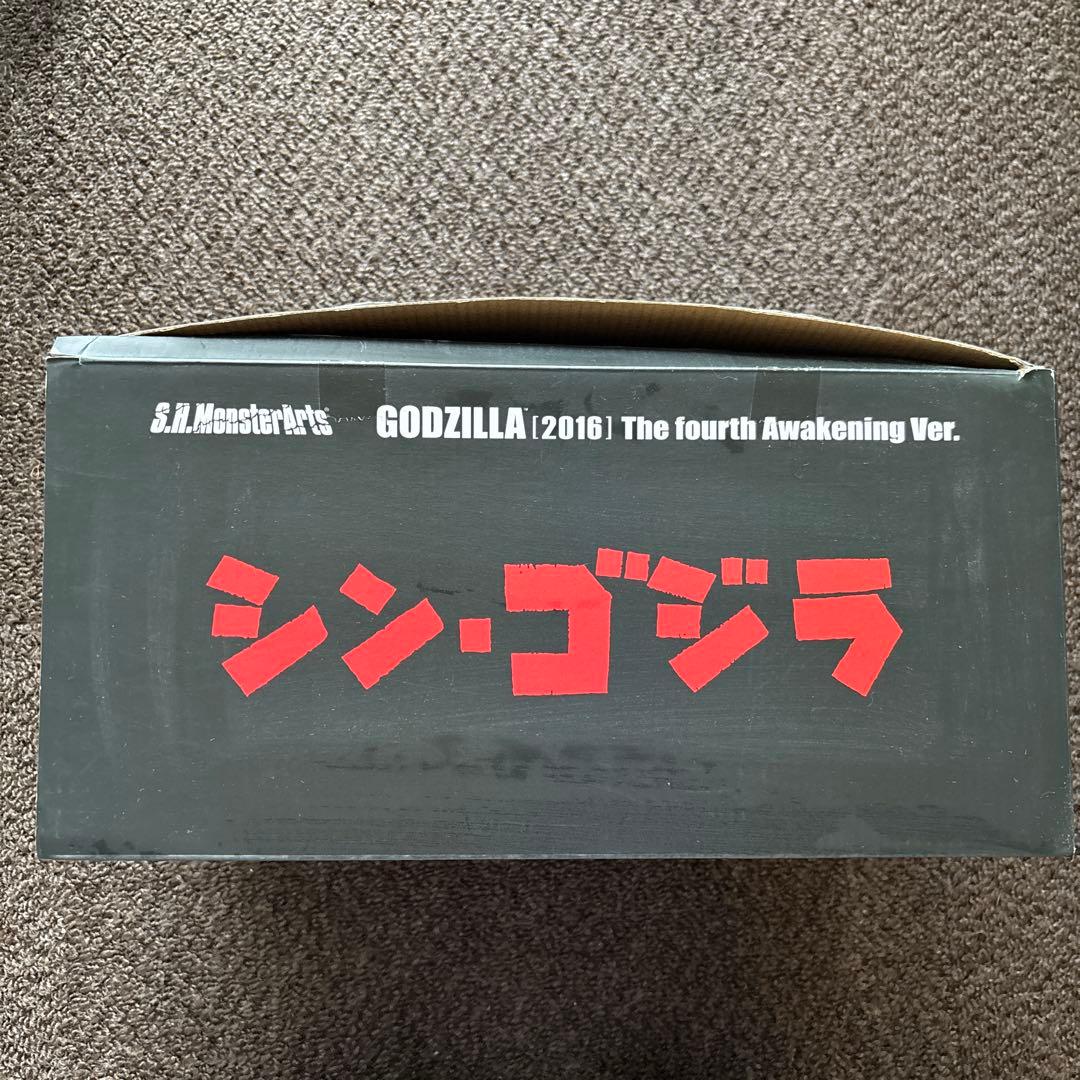 S.H.MonsterArts GODZILLA [2016] The fourth Awakening Ver.
シン・ゴジラ